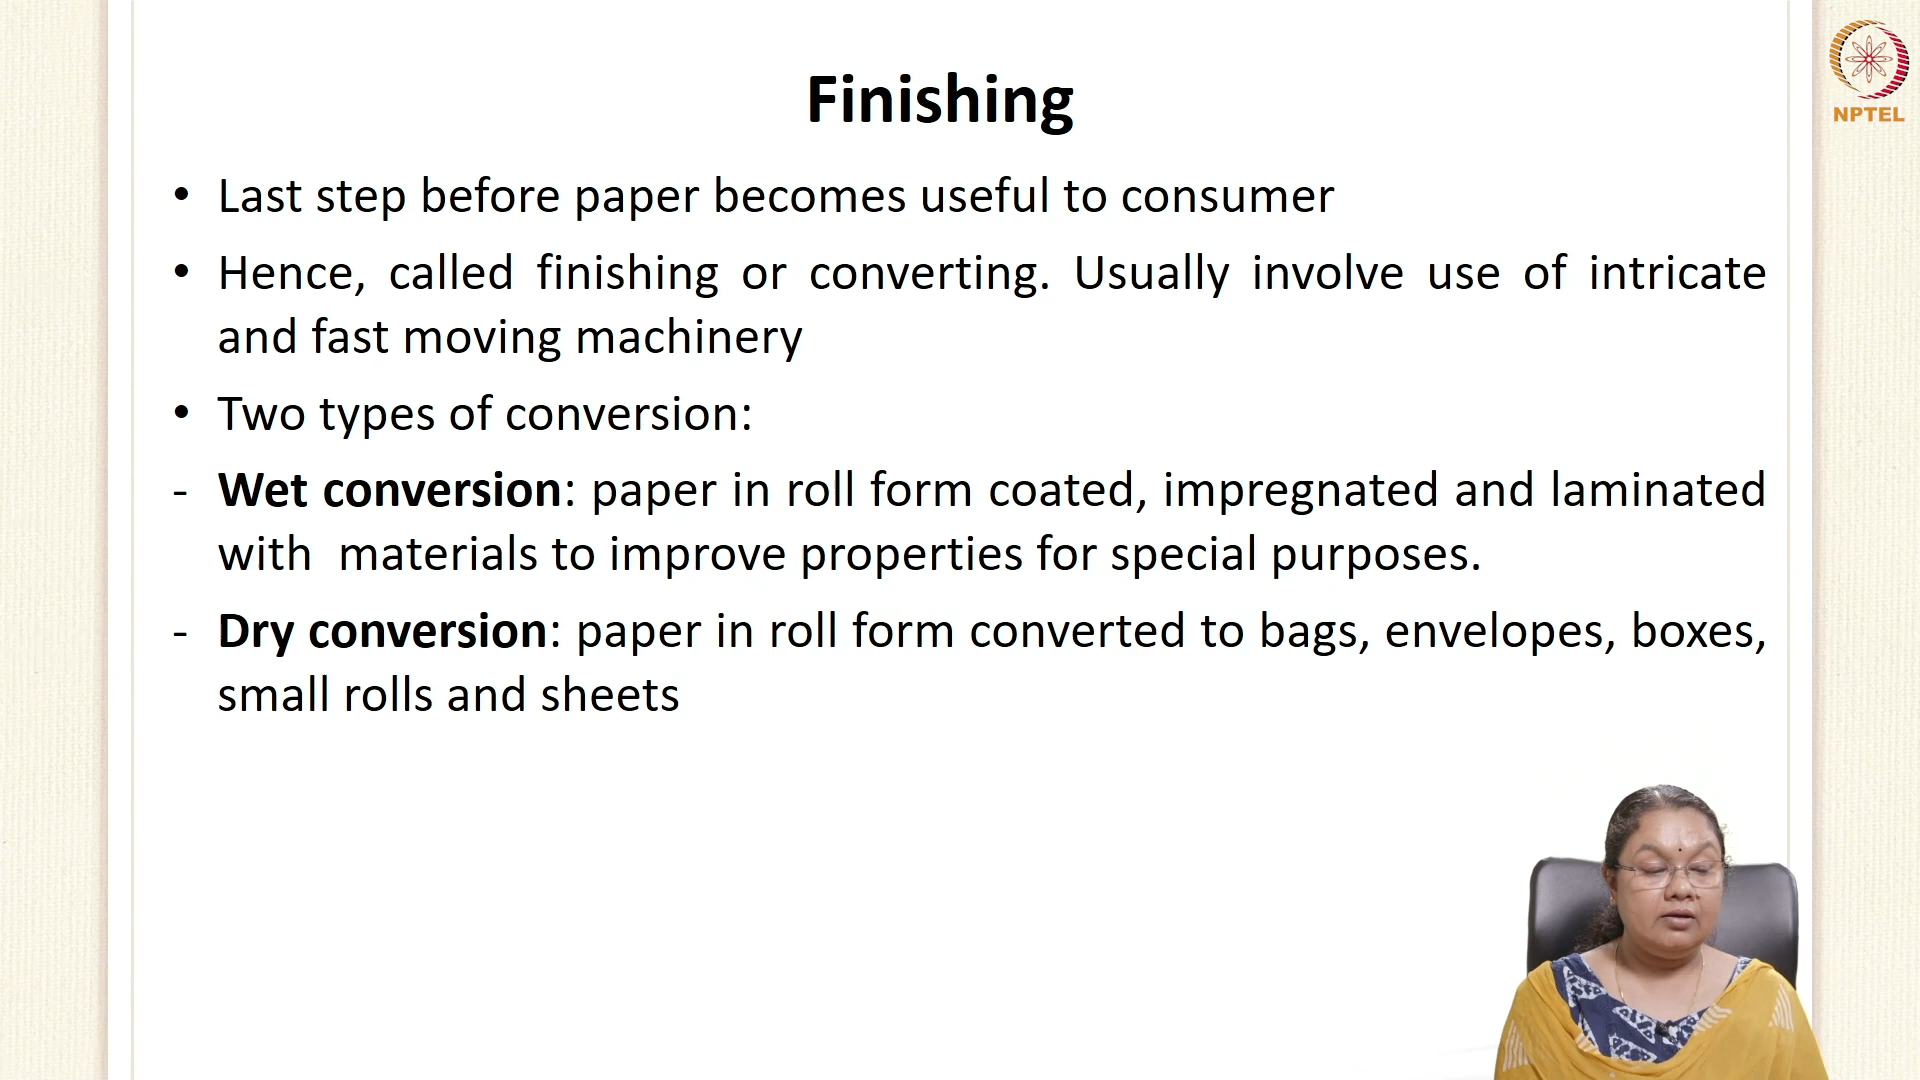 Finishing
NPTEL
• Last step before paper becomes useful to consumer
• Hence, called finishing or converting. Usually involve use of intricate
and fast moving machinery
• Two types of conversion:
- Wet conversion: paper in roll form coated, impregnated and laminated
with materials to improve properties for special purposes.
- Dry conversion: paper in roll form converted to bags, envelopes, boxes,
small rolls and sheets